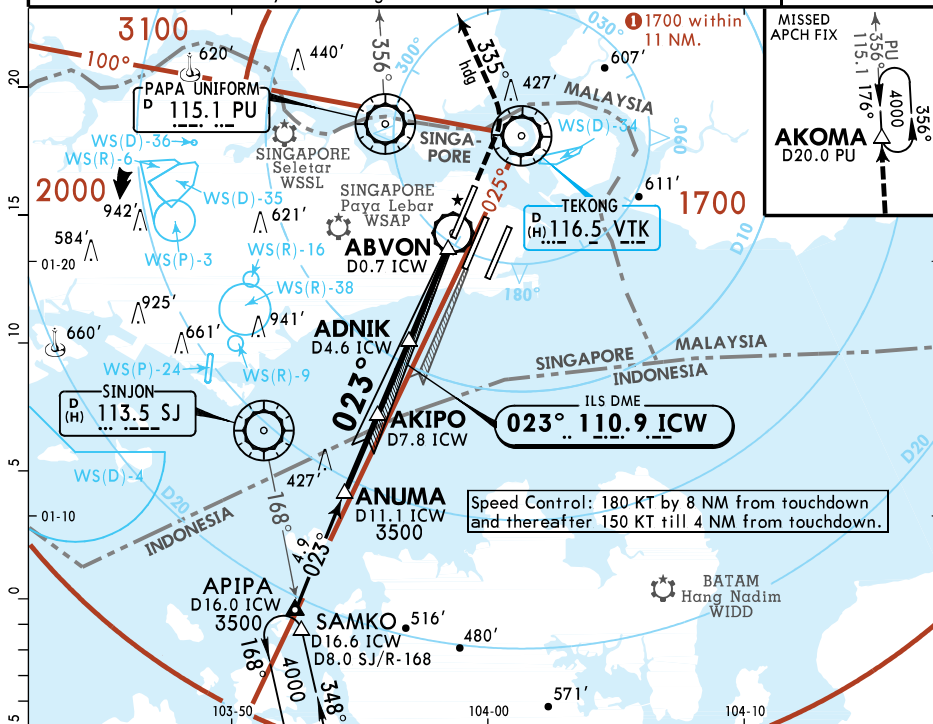 3100
100°
620'
440'
356°
300°
335°
hdg
427'
030°
1 1700 within
11 NM.
607'
MISSED
APCH FIX
PU
115.1
356°
176°
4000
356°
AKOMA
D20.0 PU
20
PAPA UNIFORM
D 115.1 PU
MALAYSIA
SINGA-
PORE
WS(D)-34
090°
WS(D)-36
WS(R)-6
SINGAPORE
Seletar
WSSL
2000
WS(D)-35
025°
611'
1700
942'
621'
SINGAPORE
Paya Lebar
WSAP
TEKONG
D
(H) 116.5 VTK
15
584'
WS(P)-3
WS(R)-16
ABVON
D0.7 ICW
D10
01-20
WS(R)-38
180°
925'
941'
10
660'
661'
ADNIK
D4.6 ICW
SINGAPORE
MALAYSIA
INDONESIA
WS(P)-24
WS(R)-9
023°
SINJON
D
(H) 113.5 SJ
ILS DME
023° 110.9 ICW
AKIPO
D7.8 ICW
D20
5
WS(D)-4
427'
D20
ANUMA
D11.1 ICW
3500
Speed Control: 180 KT by 8 NM from touchdown
and thereafter 150 KT till 4 NM from touchdown.
01-10
INDONESIA
168°
4.9
023°
0
APIPA
D16.0 ICW
3500
BATAM
Hang Nadim
WIDD
SAMKO
D16.6 ICW
D8.0 SJ/R-168
516'
480'
168°
4000
348°
571'
5
103-50
104-00
104-10